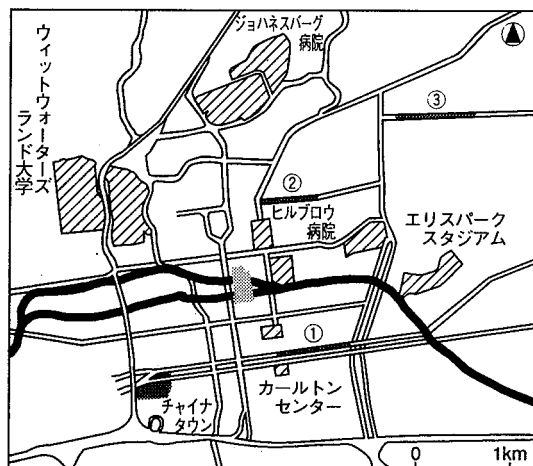 ジョハネスバーグ
病院
ウィットウォーターズ
ランド大学
③
②
ヒルブロウ
病院
エリスパーク
スタジアム
①
カールトン
センター
チャイナ
タウン
0 1km